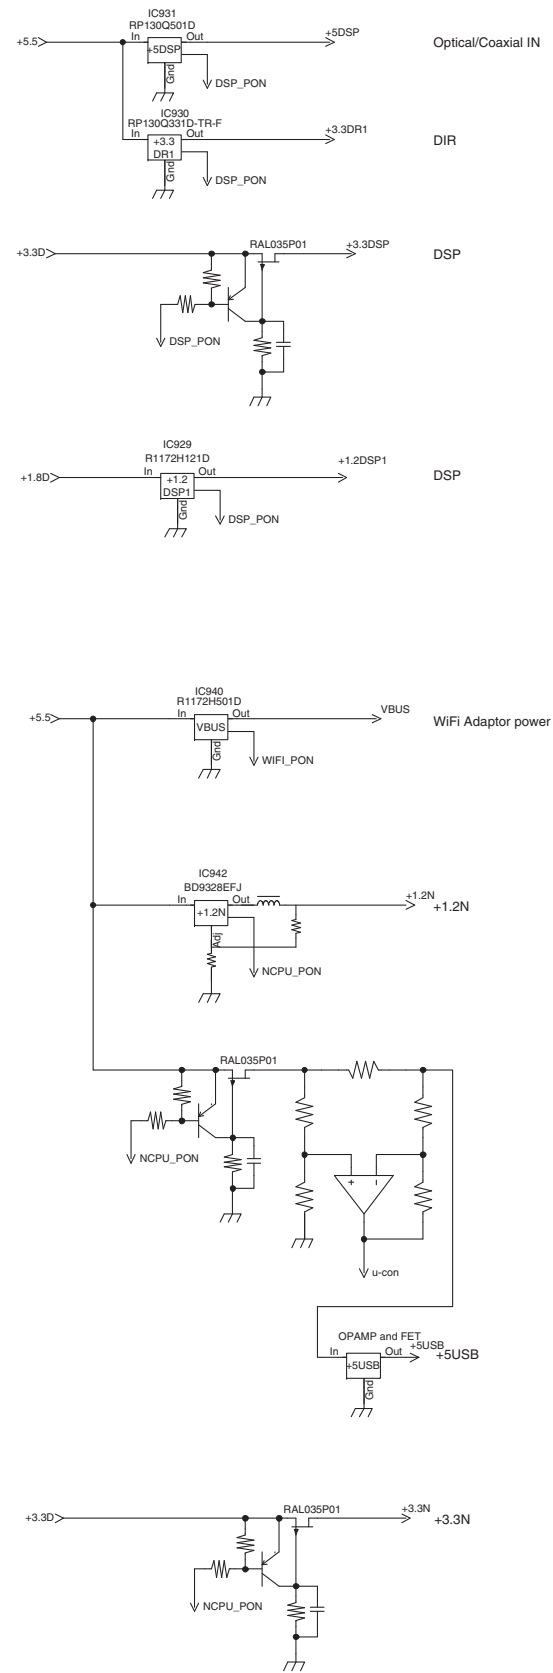 IC931
RP130Q501D
+5.5
In
Out
+5DSP
+5DSP
Optical/Coaxial IN
Gnd
DSP_PON
IC930
RP130Q331D-TR-F
In
Out
+3.3
DR1
+3.3DR1
DIR
Gnd
DSP_PON
+3.3D
RAL035P01
+3.3DSP
DSP
DSP_PON
IC929
R1172H121D
+1.8D
In
Out
+1.2
DSP1
+1.2DSP1
DSP
Gnd
DSP_PON
IC940
R1172H501D
+5.5
In
Out
VBUS
VBUS
WiFi Adaptor power
Gnd
WIFI_PON
IC942
BD9328EFJ
In
Out
+1.2N
+1.2N
+1.2N
Adj
NCPU_PON
RAL035P01
NCPU_PON
+ −
u-con
OPAMP and FET
In
Out
+5USB
+5USB
+5USB
Gnd
+3.3D
RAL035P01
+3.3N
+3.3N
NCPU_PON